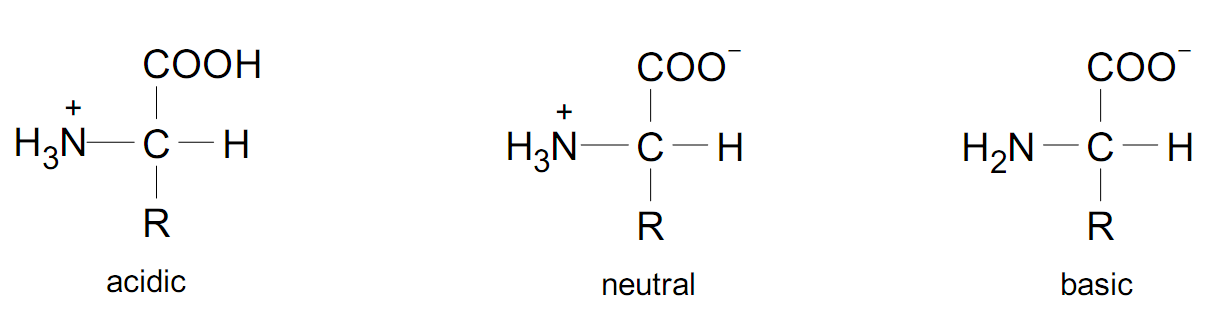 COOH COO⁻ COO⁻
+ +
H₃N C H H₃N C H H₂N C H
R R R
acidic neutral basic